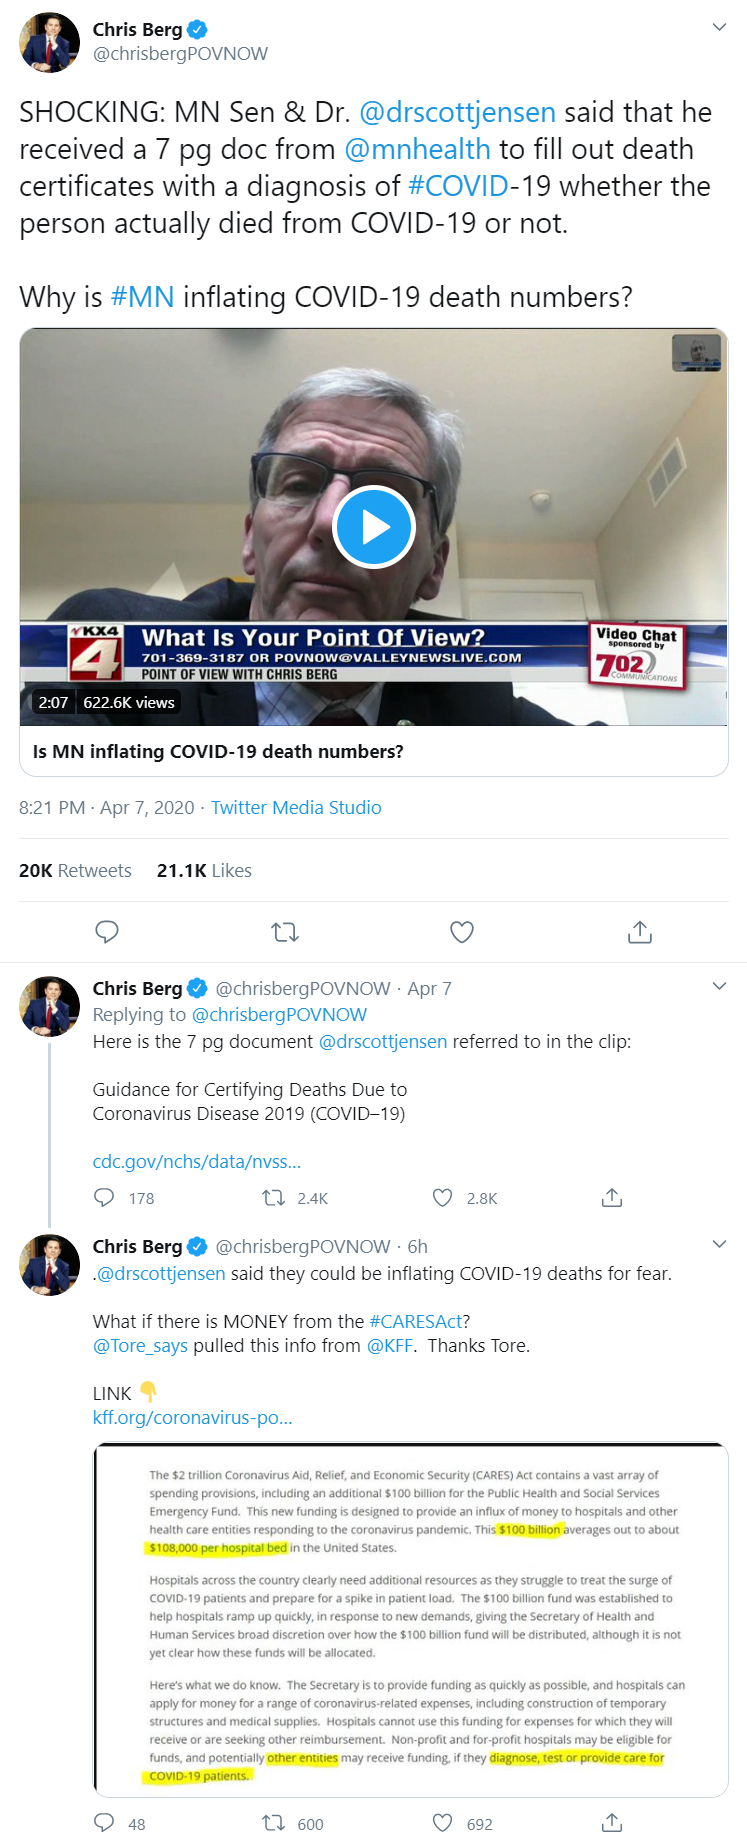 Chris Berg
@chrisbergPOVNOW
SHOCKING: MN Sen & Dr. @drscottjensen said that he
received a 7 pg doc from @mnhealth to fill out death
certificates with a diagnosis of #COVID-19 whether the
person actually died from COVID-19 or not.
Why is #MN inflating COVID-19 death numbers?
KX4
4
What Is Your Point Of View?
701-369-3187 OR POVNOW@VALLEYNEWSLIVE.COM
POINT OF VIEW WITH CHRIS BERG
Video Chat
sponsored by
702
COMMUNICATIONS
2:07 622.6K views
Is MN inflating COVID-19 death numbers?
8:21 PM · Apr 7, 2020 · Twitter Media Studio
20K Retweets 21.1K Likes
Chris Berg @chrisbergPOVNOW · Apr 7
Replying to @chrisbergPOVNOW
Here is the 7 pg document @drscottjensen referred to in the clip:
Guidance for Certifying Deaths Due to
Coronavirus Disease 2019 (COVID–19)
cdc.gov/nchs/data/nvss...
178 2.4K 2.8K
Chris Berg @chrisbergPOVNOW · 6h
.@drscottjensen said they could be inflating COVID-19 deaths for fear.
What if there is MONEY from the #CARESAct?
@Tore_says pulled this info from @KFF. Thanks Tore.
LINK 👇
kff.org/coronavirus-po...
The $2 trillion Coronavirus Aid, Relief, and Economic Security (CARES) Act contains a vast array of
spending provisions, including an additional $100 billion for the Public Health and Social Services
Emergency Fund. This new funding is designed to provide an influx of money to hospitals and other
health care entities responding to the coronavirus pandemic. This $100 billion averages out to about
$108,000 per hospital bed in the United States.
Hospitals across the country clearly need additional resources as they struggle to treat the surge of
COVID-19 patients and prepare for a spike in patient load. The $100 billion fund was established to
help hospitals ramp up quickly, in response to new demands, giving the Secretary of Health and
Human Services broad discretion over how the $100 billion fund will be distributed, although it is not
yet clear how these funds will be allocated.
Here's what we do know. The Secretary is to provide funding as quickly as possible, and hospitals can
apply for money for a range of coronavirus-related expenses, including construction of temporary
structures and medical supplies. Hospitals cannot use this funding for expenses for which they will
receive or are seeking other reimbursement. Non-profit and for-profit hospitals may be eligible for
funds, and potentially other entities may receive funding, if they diagnose, test or provide care for
COVID-19 patients.
48 600 692